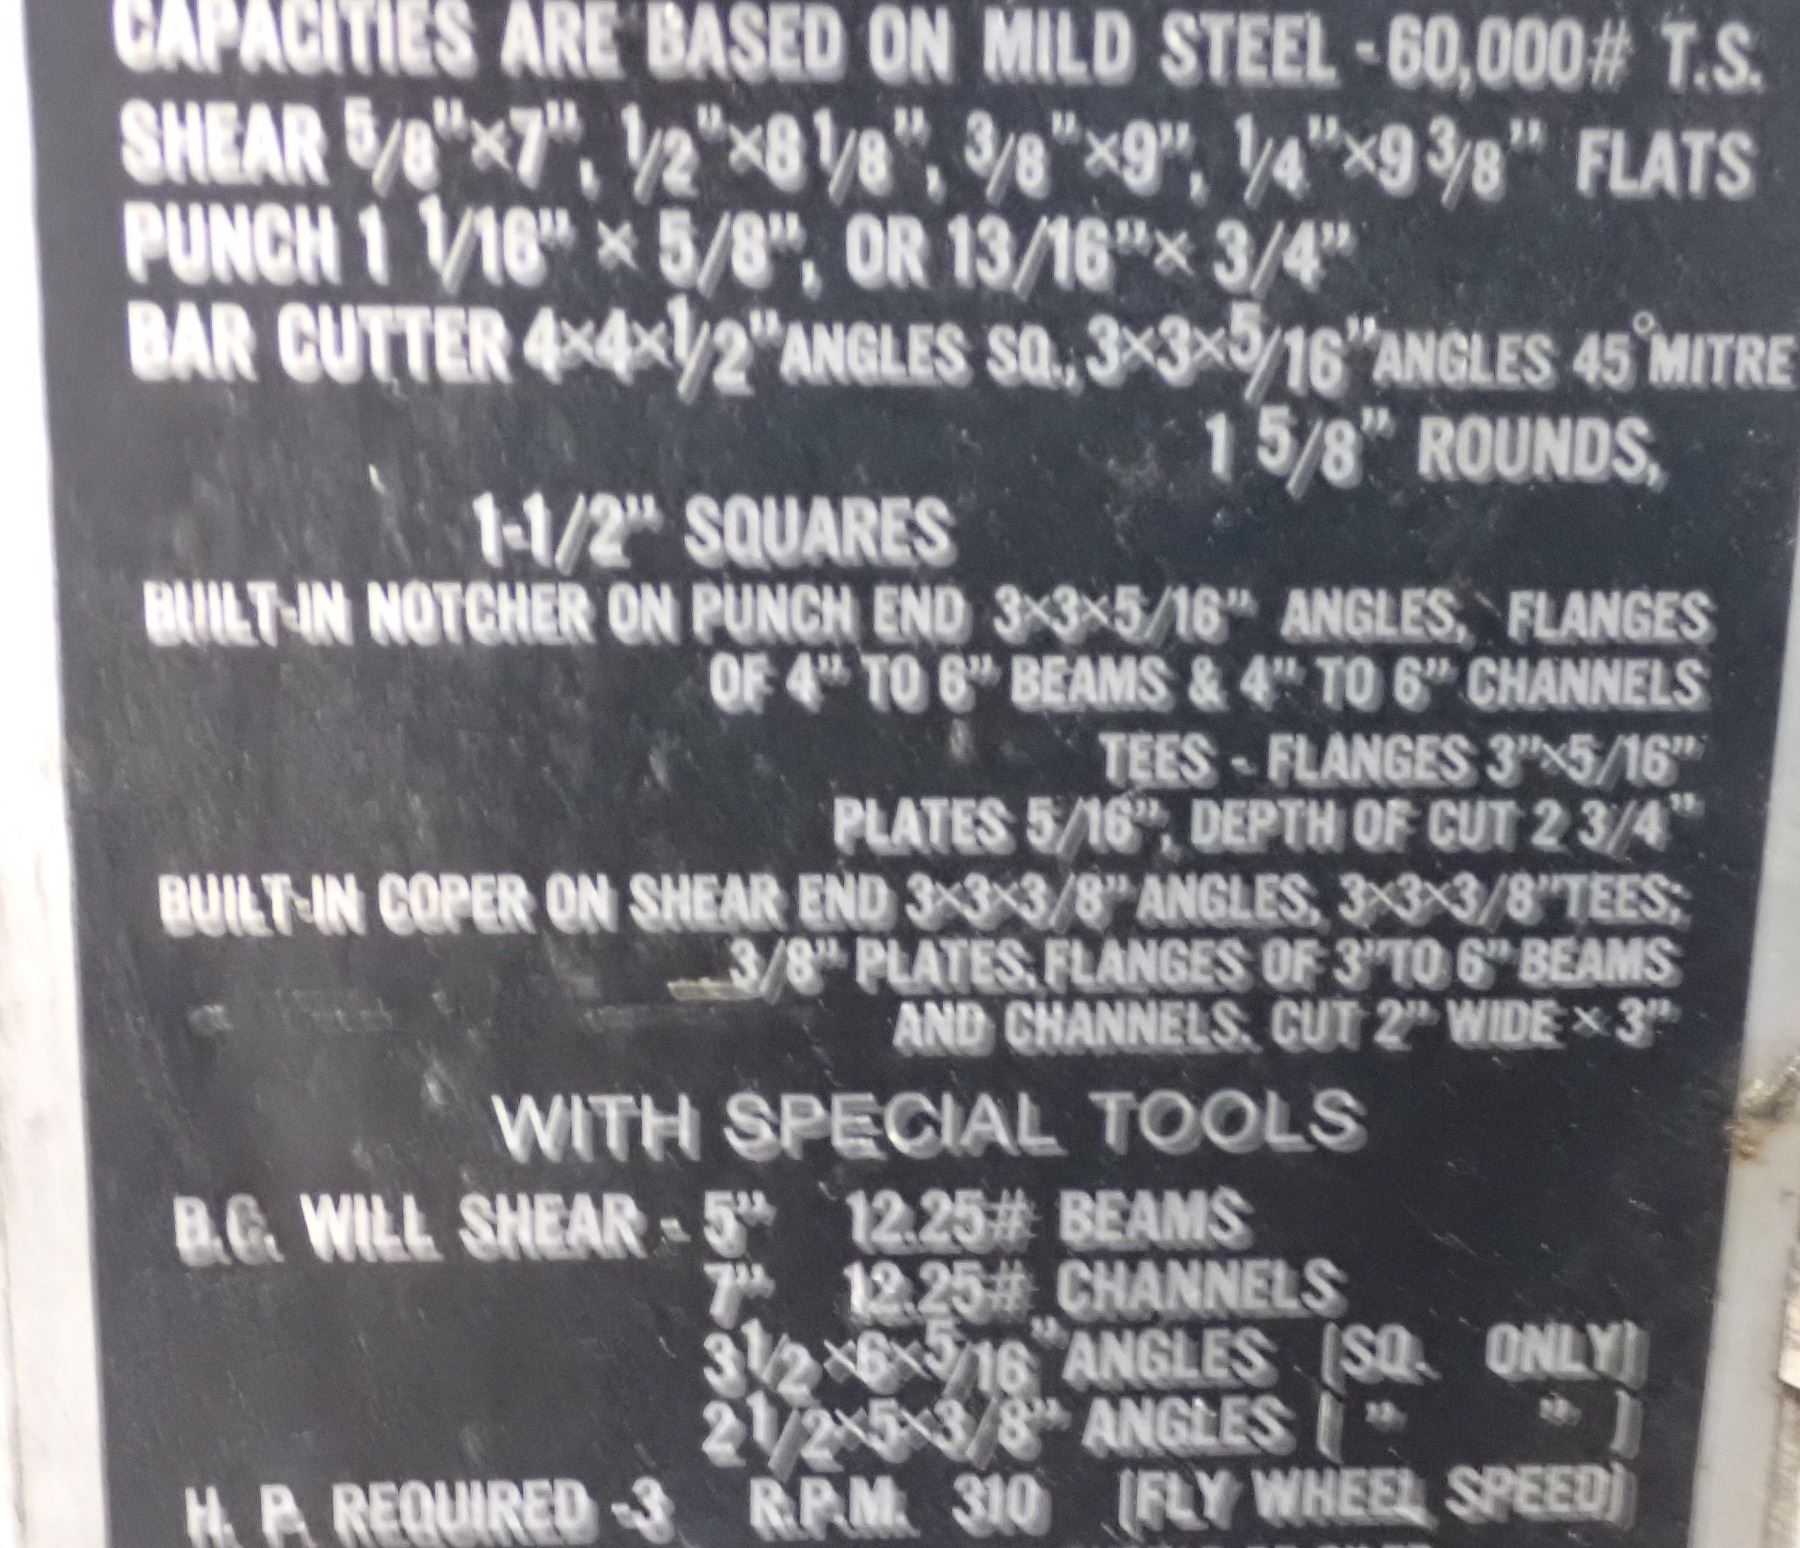 CAPACITIES ARE BASED ON MILD STEEL - 60,000# T.S.
SHEAR 5/8"×7", 1/2"×8 1/8", 3/8"×9", 1/4"×9 3/8" FLATS
PUNCH 1 1/16" × 5/8", OR 13/16"× 3/4"
BAR CUTTER 4×4×1/2"ANGLES SQ., 3×3×5/16"ANGLES 45° MITRE
1 5/8" ROUNDS,
1-1/2" SQUARES
BUILT-IN NOTCHER ON PUNCH END 3×3×5/16" ANGLES, FLANGES
OF 4" TO 6" BEAMS & 4" TO 6" CHANNELS
TEES - FLANGES 3"×5/16"
PLATES 5/16", DEPTH OF CUT 2 3/4"
BUILT-IN COPER ON SHEAR END 3×3×3/8" ANGLES, 3×3×3/8"TEES;
3/8" PLATES, FLANGES OF 3"TO 6" BEAMS
AND CHANNELS. CUT 2" WIDE × 3"
WITH SPECIAL TOOLS
B.C. WILL SHEAR - 5" 12.25# BEAMS
7" 12.25# CHANNELS
3 1/2×6×5/16" ANGLES (SQ. ONLY)
2 1/2×5×3/8" ANGLES ( " " )
H. P. REQUIRED -3 R.P.M. 310 (FLY WHEEL SPEED)